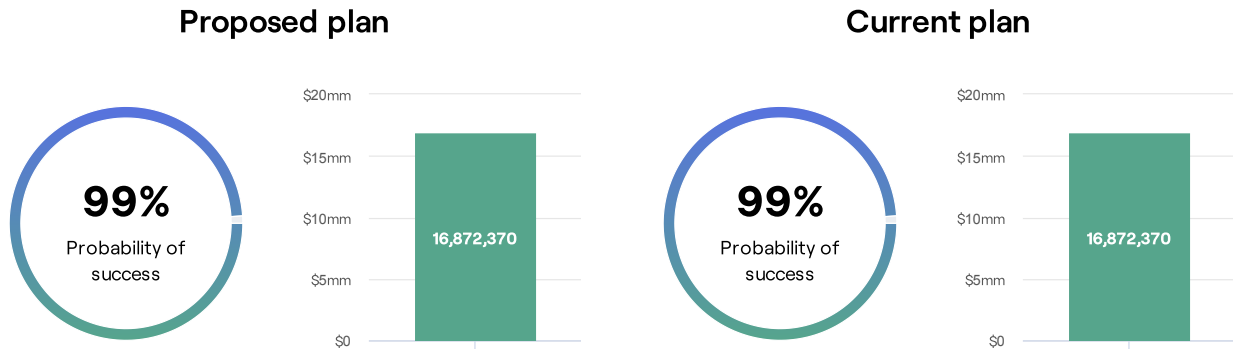 Proposed plan
99%
Probability of
success
$20mm
$15mm
$10mm
$5mm
$0
16,872,370
Current plan
99%
Probability of
success
$20mm
$15mm
$10mm
$5mm
$0
16,872,370